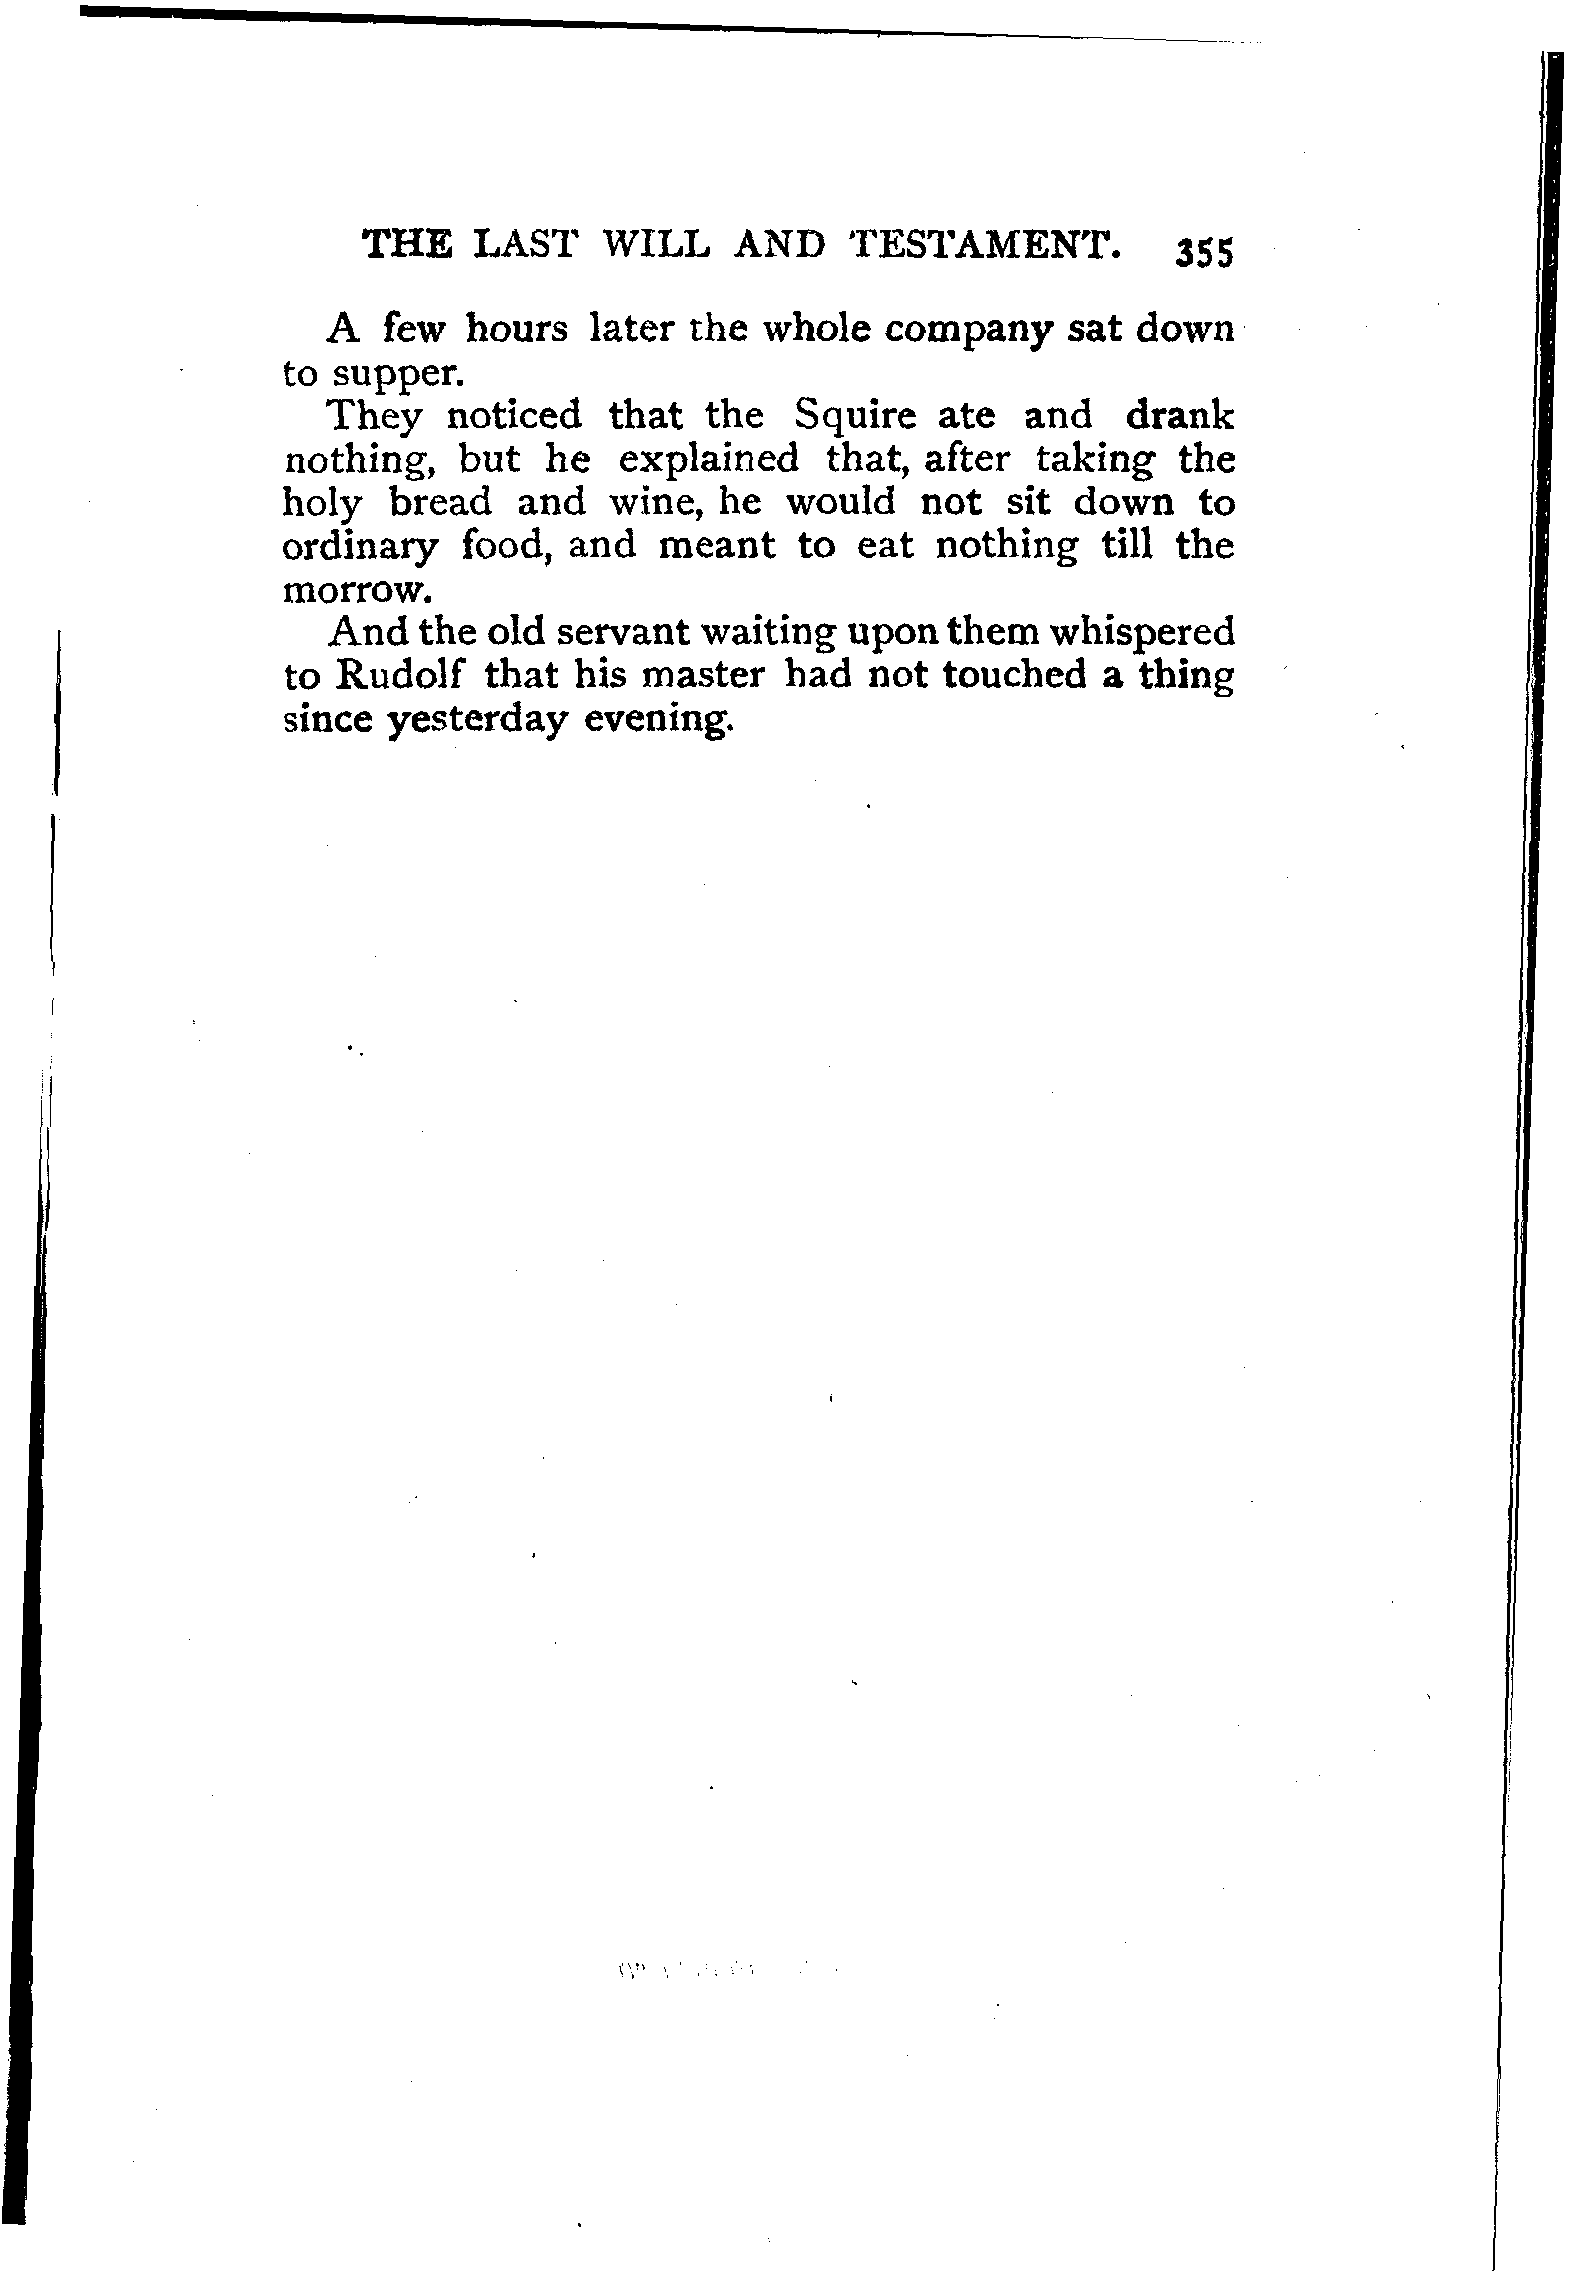 THE LAST WILL AND TESTAMENT. 355
A few hours later the whole company sat down
to supper.
They noticed that the Squire ate and drank
nothing, but he explained that, after taking the
holy bread and wine, he would not sit down to
ordinary food, and meant to eat nothing till the
morrow.
And the old servant waiting upon them whispered
to Rudolf that his master had not touched a thing
since yesterday evening.